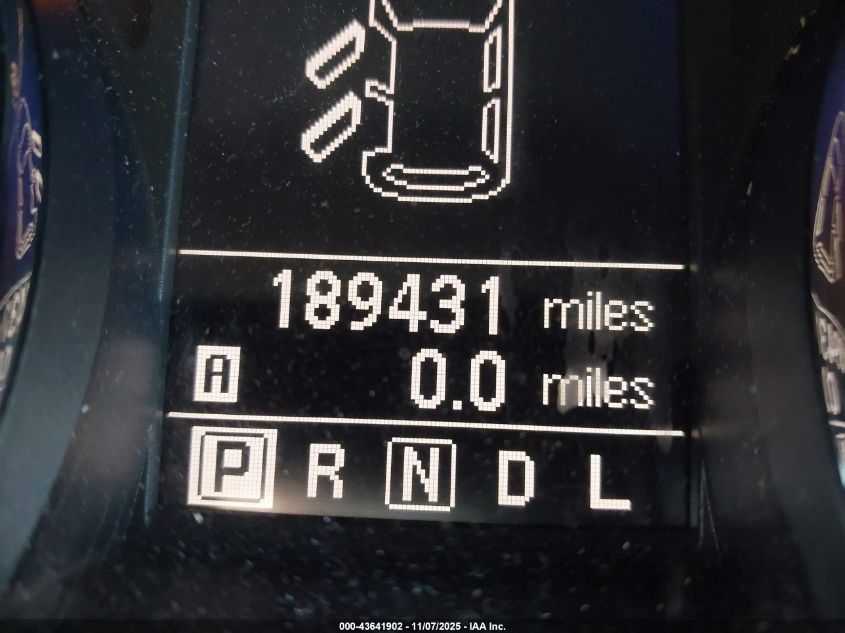 189431 miles
A 0.0 miles
P R N D L
000-43641902 - 11/07/2025 - IAA Inc.